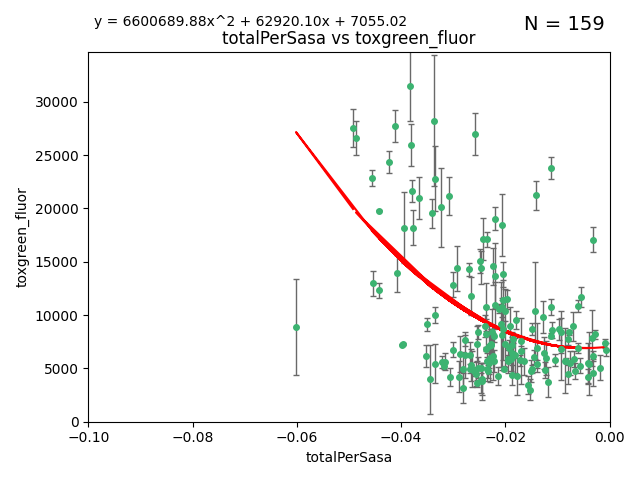 y = 6600689.88x^2 + 62920.10x + 7055.02
N = 159
totalPerSasa vs toxgreen_fluor
30000
25000
20000
15000
10000
5000
0
toxgreen_fluor
−0.10 −0.08 −0.06 −0.04 −0.02 0.00
totalPerSasa